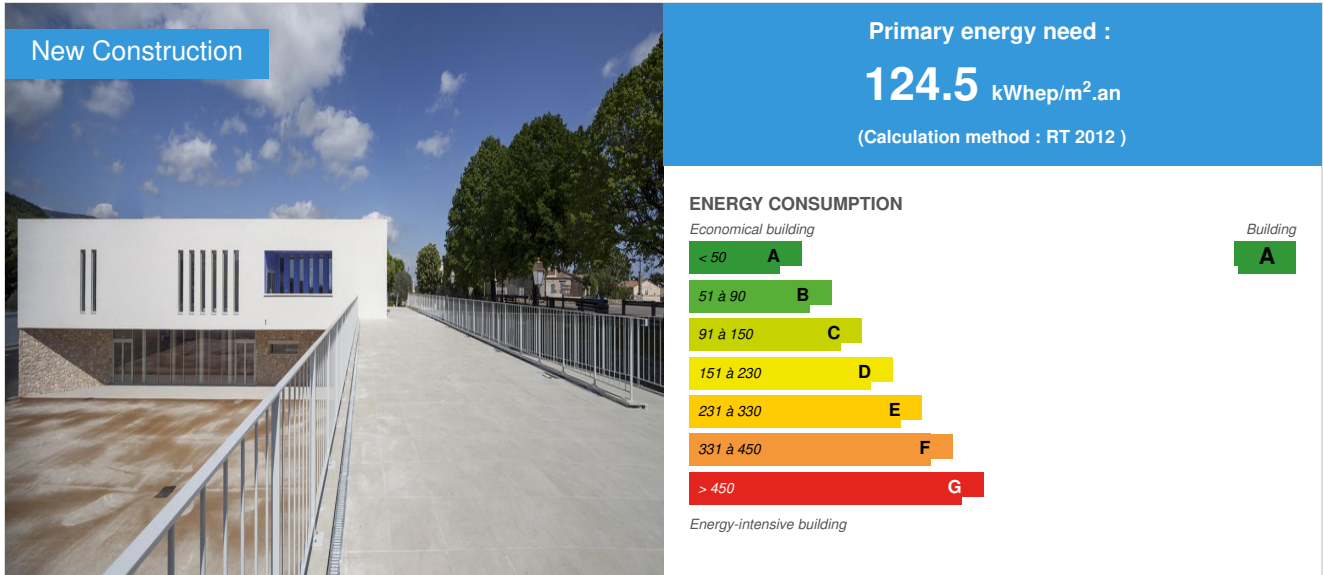 New Construction
Primary energy need :
124.5 kWhep/m².an
(Calculation method : RT 2012 )
ENERGY CONSUMPTION
Economical building
Building
< 50 A
A
51 à 90 B
91 à 150 C
151 à 230 D
231 à 330 E
331 à 450 F
> 450 G
Energy-intensive building